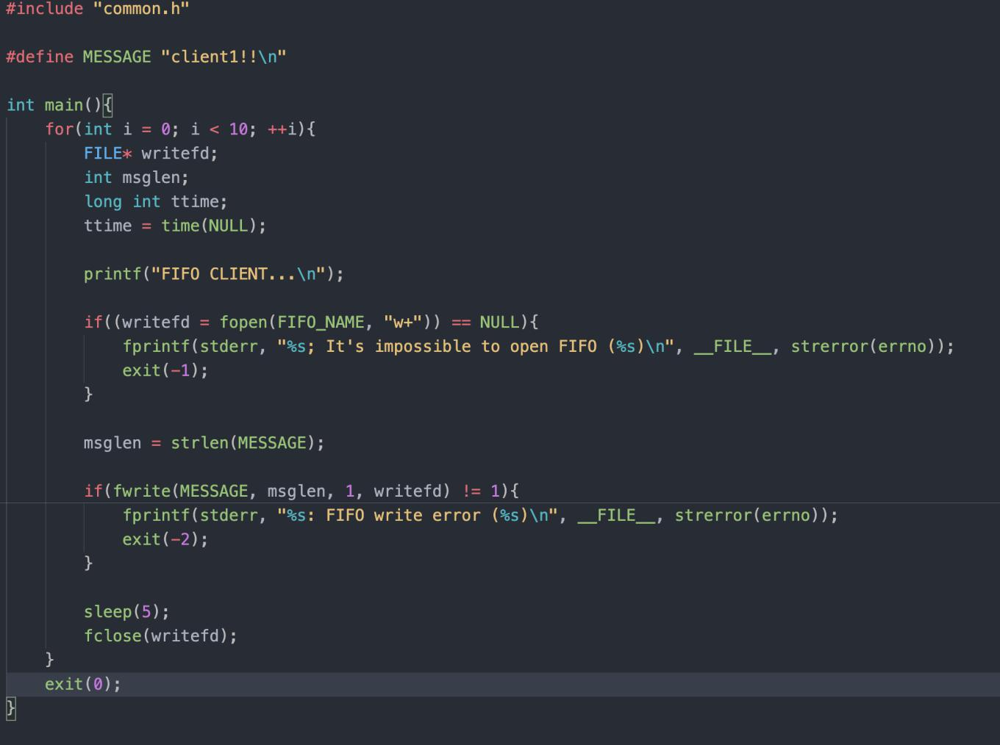 #include "common.h"
#define MESSAGE "client1!!\n"
int main(){
for(int i = 0; i < 10; ++i){
FILE* writefd;
int msglen;
long int ttime;
ttime = time(NULL);
printf("FIFO CLIENT...\n");
if((writefd = fopen(FIFO_NAME, "w+")) == NULL){
fprintf(stderr, "%s; It's impossible to open FIFO (%s)\n", __FILE__, strerror(errno));
exit(-1);
}
msglen = strlen(MESSAGE);
if(fwrite(MESSAGE, msglen, 1, writefd) != 1){
fprintf(stderr, "%s: FIFO write error (%s)\n", __FILE__, strerror(errno));
exit(-2);
}
sleep(5);
fclose(writefd);
}
exit(0);
}